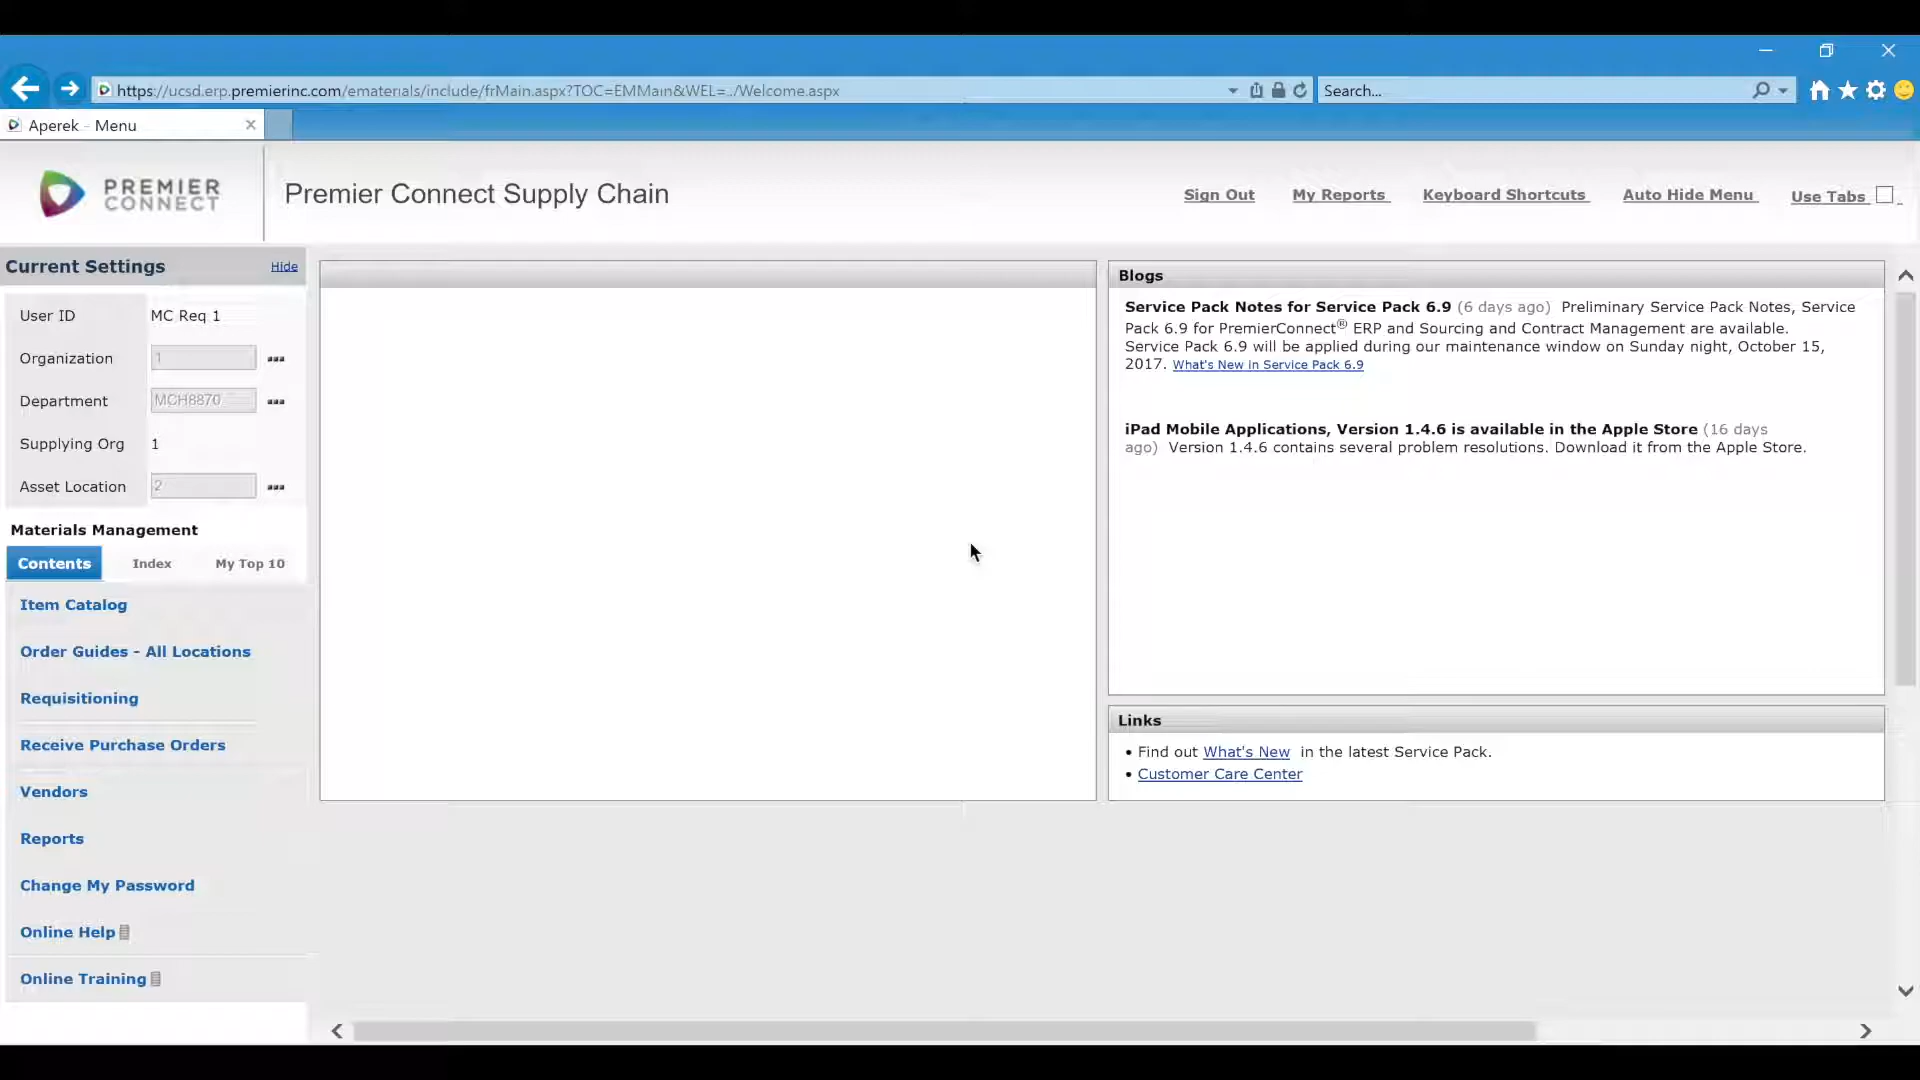 https://ucsd.erp.premierinc.com/ematerials/include/frMain.aspx?TOC=EMMain&WEL=../Welcome.aspx
Search...
Aperek - Menu
PREMIER
CONNECT
Premier Connect Supply Chain
Sign Out
My Reports
Keyboard Shortcuts
Auto Hide Menu
Use Tabs
Current Settings
Hide
User ID
MC Req 1
Organization
1
Department
MCH8870
Supplying Org
1
Asset Location
2
Materials Management
Contents
Index
My Top 10
Item Catalog
Order Guides - All Locations
Requisitioning
Receive Purchase Orders
Vendors
Reports
Change My Password
Online Help
Online Training
Blogs
Service Pack Notes for Service Pack 6.9 (6 days ago) Preliminary Service Pack Notes, Service
Pack 6.9 for PremierConnect® ERP and Sourcing and Contract Management are available.
Service Pack 6.9 will be applied during our maintenance window on Sunday night, October 15,
2017. What's New in Service Pack 6.9
iPad Mobile Applications, Version 1.4.6 is available in the Apple Store (16 days
ago) Version 1.4.6 contains several problem resolutions. Download it from the Apple Store.
Links
• Find out What's New in the latest Service Pack.
• Customer Care Center